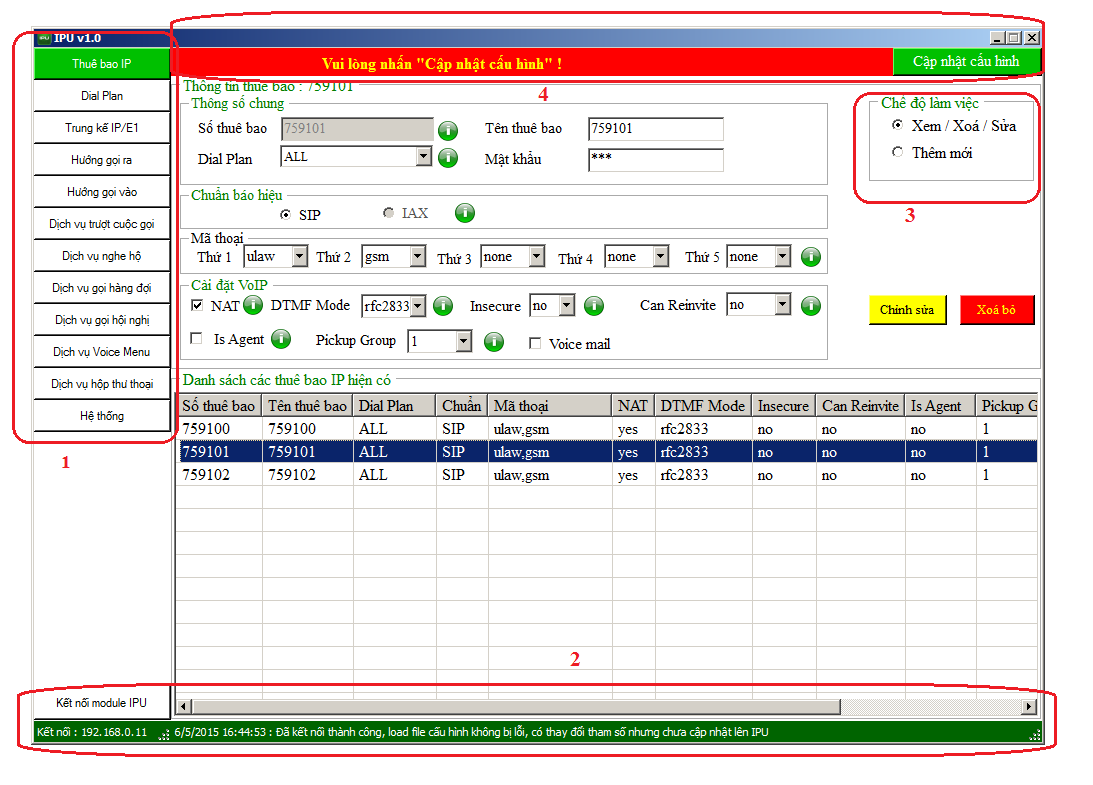 IPU v1.0
Thuê bao IP
Vui lòng nhấn "Cập nhật cấu hình" !
Cập nhật cấu hình
4
Dial Plan
Trung kế IP/E1
Hướng gọi ra
Hướng gọi vào
Dịch vụ trượt cuộc gọi
Dịch vụ nghe hộ
Dịch vụ gọi hàng đợi
Dịch vụ gọi hội nghị
Dịch vụ Voice Menu
Dịch vụ hộp thư thoại
Hệ thống
1
Thông tin thuê bao : 759101
Thông số chung
Số thuê bao 759101 Tên thuê bao 759101
Dial Plan ALL Mật khẩu ***
Chuẩn báo hiệu
SIP IAX
Mã thoại
Thứ 1 ulaw Thứ 2 gsm Thứ 3 none Thứ 4 none Thứ 5 none
Cài đặt VoIP
NAT DTMF Mode rfc2833 Insecure no Can Reinvite no
Is Agent Pickup Group 1 Voice mail
Chế độ làm việc
Xem / Xoá / Sửa
Thêm mới
3
Chỉnh sửa Xoá bỏ
Danh sách các thuê bao IP hiện có
Số thuê bao Tên thuê bao Dial Plan Chuẩn Mã thoại NAT DTMF Mode Insecure Can Reinvite Is Agent Pickup G
759100 759100 ALL SIP ulaw,gsm yes rfc2833 no no no 1
759101 759101 ALL SIP ulaw,gsm yes rfc2833 no no no 1
759102 759102 ALL SIP ulaw,gsm yes rfc2833 no no no 1
2
Kết nối module IPU
Kết nối : 192.168.0.11 6/5/2015 16:44:53 : Đã kết nối thành công, load file cấu hình không bị lỗi, có thay đổi tham số nhưng chưa cập nhật lên IPU